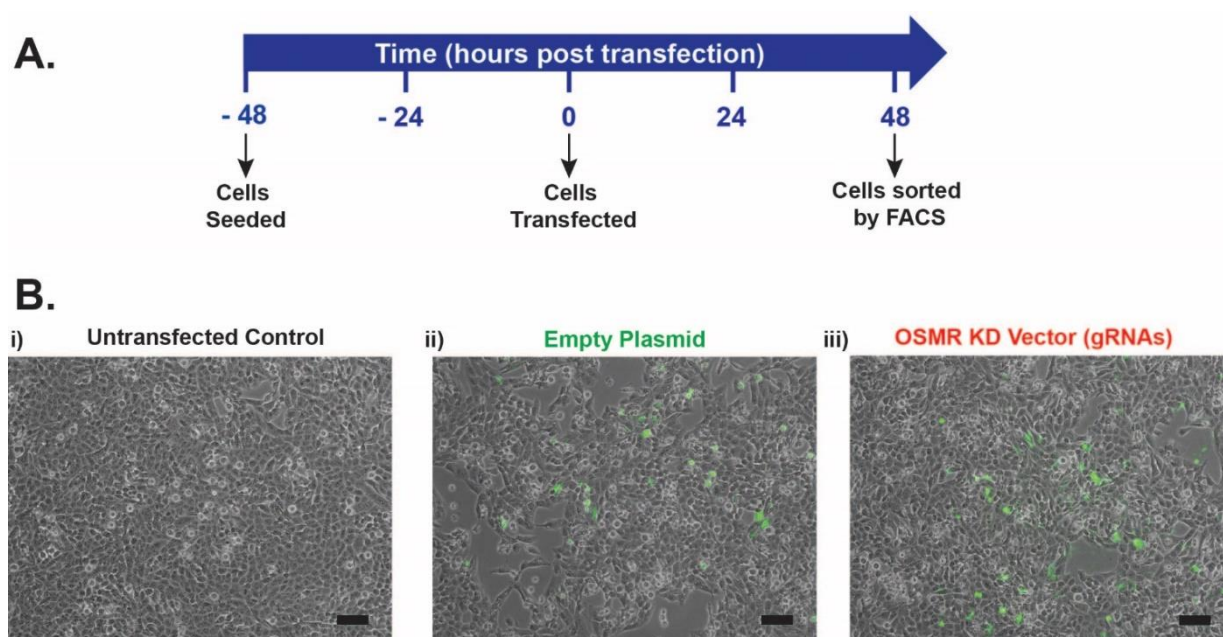 A.
Time (hours post transfection)
- 48
- 24
0
24
48
Cells
Seeded
Cells
Transfected
Cells sorted
by FACS
B.
i)
Untransfected Control
ii)
Empty Plasmid
iii)
OSMR KD Vector (gRNAs)